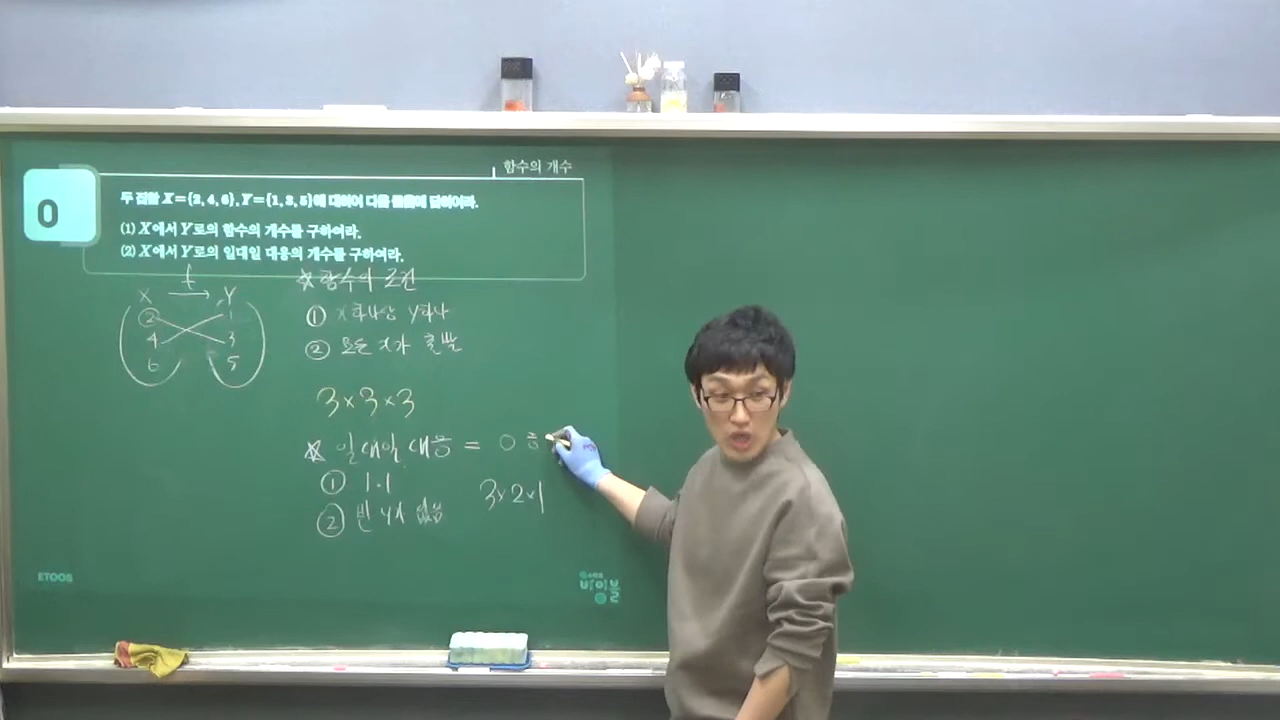 함수의 개수
0
두 집합 X={2, 4, 6}, Y={1, 3, 5}에 대하여 다음 물음에 답하여라.
(1) X에서 Y로의 함수의 개수를 구하여라.
(2) X에서 Y로의 일대일 대응의 개수를 구하여라.
f
X → Y
2 1
4 3
6 5
☆ 함수의 조건
① x하나당 y하나
② 모든 x가 출발
3×3×3
☆ 일대일 대응 =
① 1.1
② 빈 y가 없음
3×2×1
ETOOS
바이블